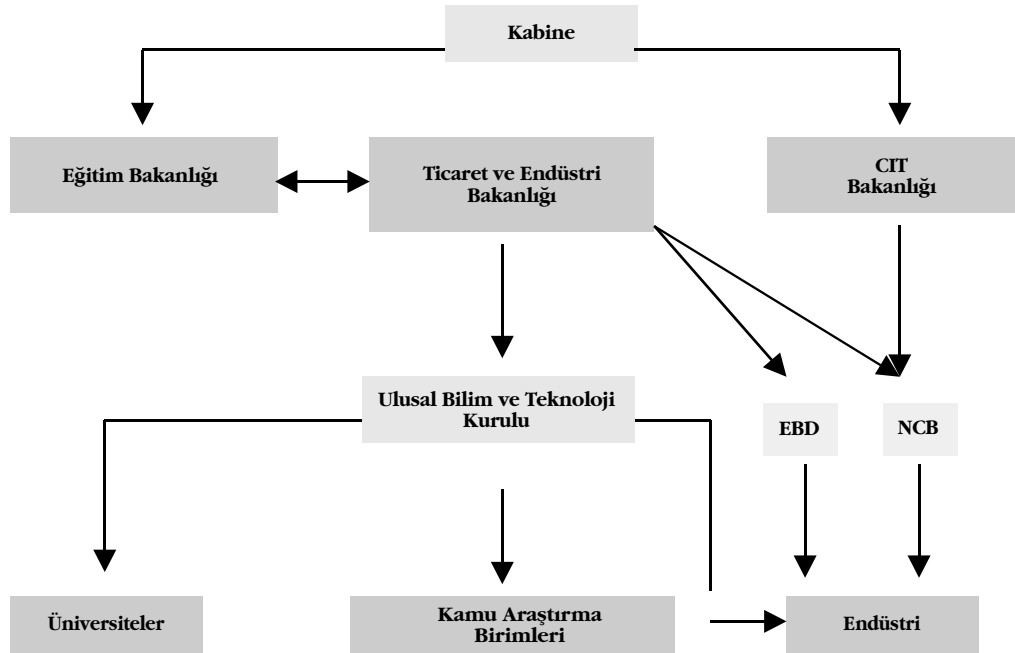 Kabine
Eğitim Bakanlığı
Ticaret ve Endüstri
Bakanlığı
CIT
Bakanlığı
Ulusal Bilim ve Teknoloji
Kurulu
EBD
NCB
Üniversiteler
Kamu Araştırma
Birimleri
Endüstri